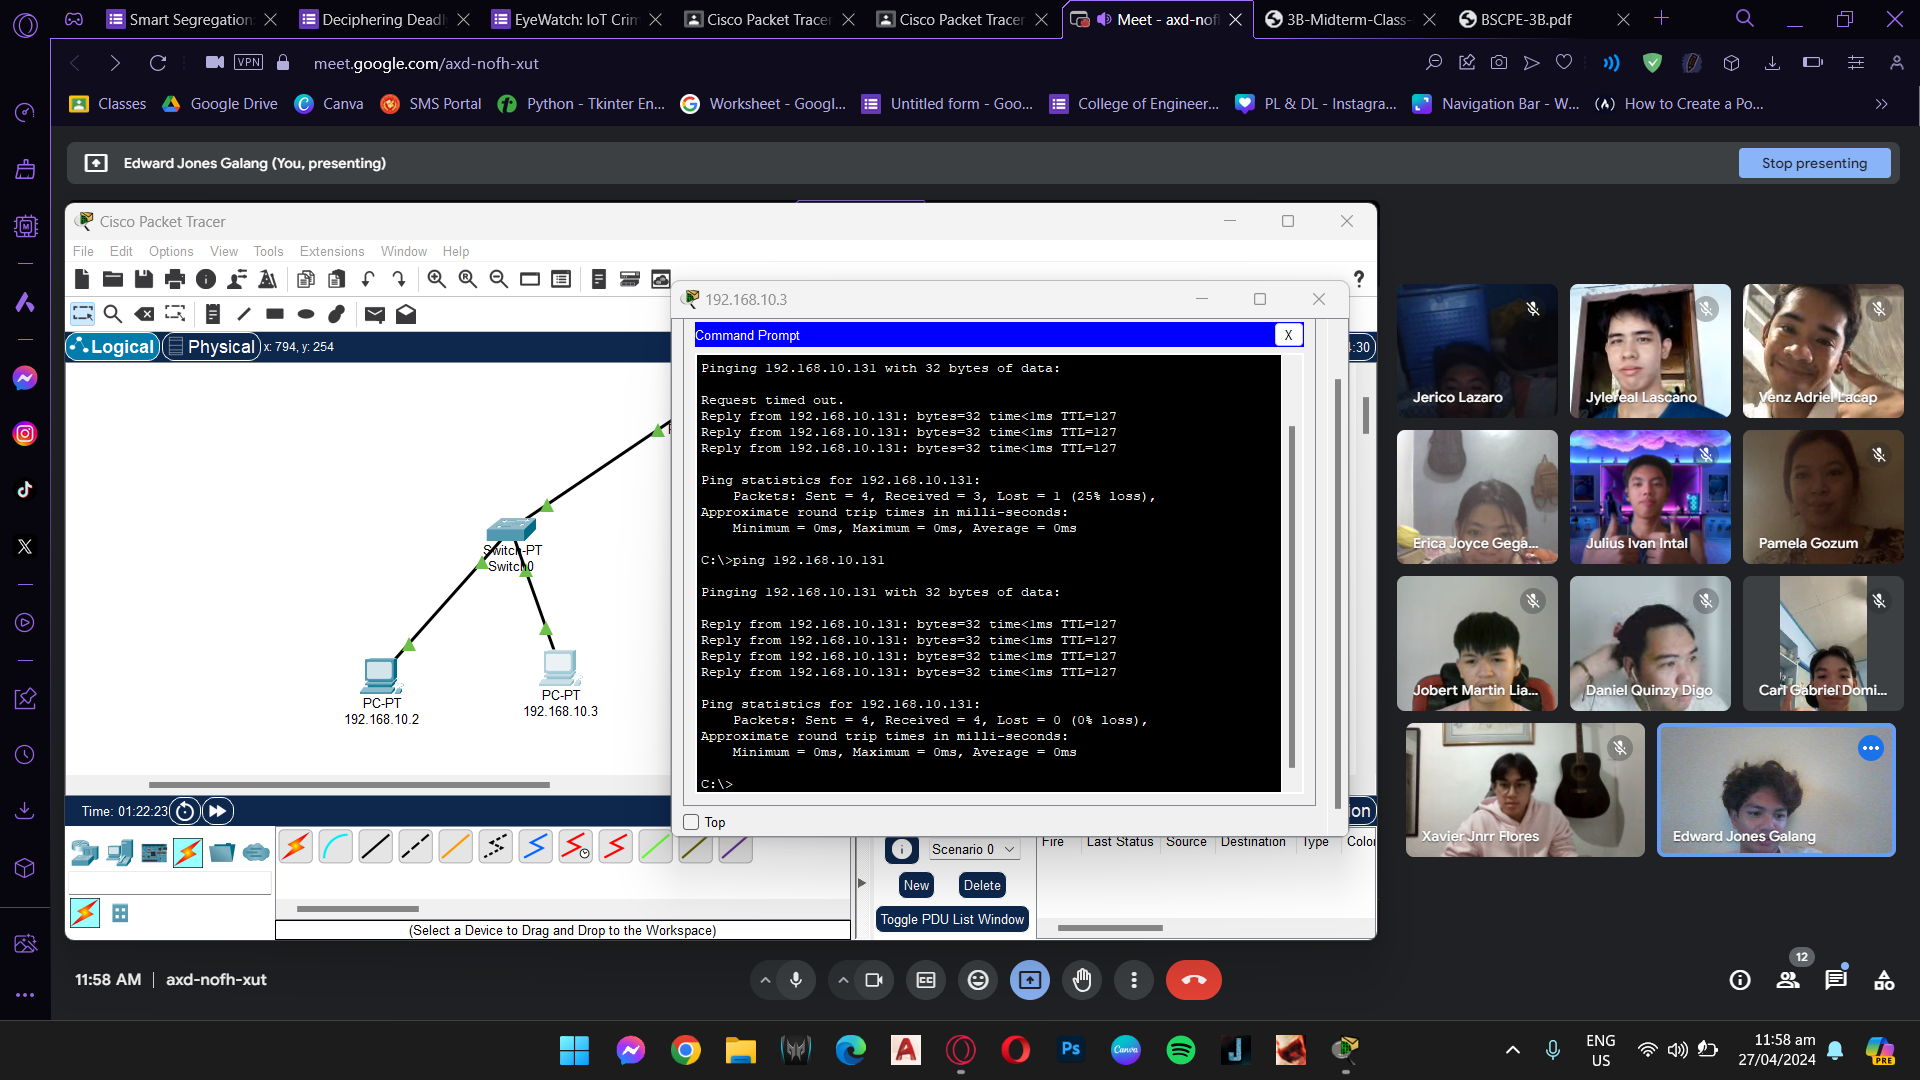 Smart Segregation:
Deciphering Deadl
EyeWatch: IoT Crim
Cisco Packet Tracer
Cisco Packet Tracer
Meet - axd-nofh
3B-Midterm-Class-
BSCPE-3B.pdf
VPN
meet.google.com/axd-nofh-xut
Classes
Google Drive
Canva
SMS Portal
Python - Tkinter En...
Worksheet - Googl...
Untitled form - Goo...
College of Engineer...
PL & DL - Instagra...
Navigation Bar - W...
How to Create a Po...
Edward Jones Galang (You, presenting)
Stop presenting
Cisco Packet Tracer
File Edit Options View Tools Extensions Window Help
Logical
Physical
x: 794, y: 254
:30
Switch-PT
Switch0
PC-PT
192.168.10.2
PC-PT
192.168.10.3
192.168.10.3
Command Prompt
X
Pinging 192.168.10.131 with 32 bytes of data:
Request timed out.
Reply from 192.168.10.131: bytes=32 time<1ms TTL=127
Reply from 192.168.10.131: bytes=32 time<1ms TTL=127
Reply from 192.168.10.131: bytes=32 time<1ms TTL=127
Ping statistics for 192.168.10.131:
Packets: Sent = 4, Received = 3, Lost = 1 (25% loss),
Approximate round trip times in milli-seconds:
Minimum = 0ms, Maximum = 0ms, Average = 0ms
C:\>ping 192.168.10.131
Pinging 192.168.10.131 with 32 bytes of data:
Reply from 192.168.10.131: bytes=32 time<1ms TTL=127
Reply from 192.168.10.131: bytes=32 time<1ms TTL=127
Reply from 192.168.10.131: bytes=32 time<1ms TTL=127
Reply from 192.168.10.131: bytes=32 time<1ms TTL=127
Ping statistics for 192.168.10.131:
Packets: Sent = 4, Received = 4, Lost = 0 (0% loss),
Approximate round trip times in milli-seconds:
Minimum = 0ms, Maximum = 0ms, Average = 0ms
C:\>
Top
Time: 01:22:23
ion
Scenario 0
New
Delete
Toggle PDU List Window
Fire
Last Status
Source
Destination
Type
Color
(Select a Device to Drag and Drop to the Workspace)
Jerico Lazaro
Jylereal Lascano
Venz Adriel Lacap
Erica Joyce Gega...
Julius Ivan Intal
Pamela Gozum
Jobert Martin Lia...
Daniel Quinzy Digo
Carl Gabriel Domi...
Xavier Jnrr Flores
Edward Jones Galang
11:58 AM | axd-nofh-xut
12
ENG
US
11:58 am
27/04/2024
PRE
Ps
Canva